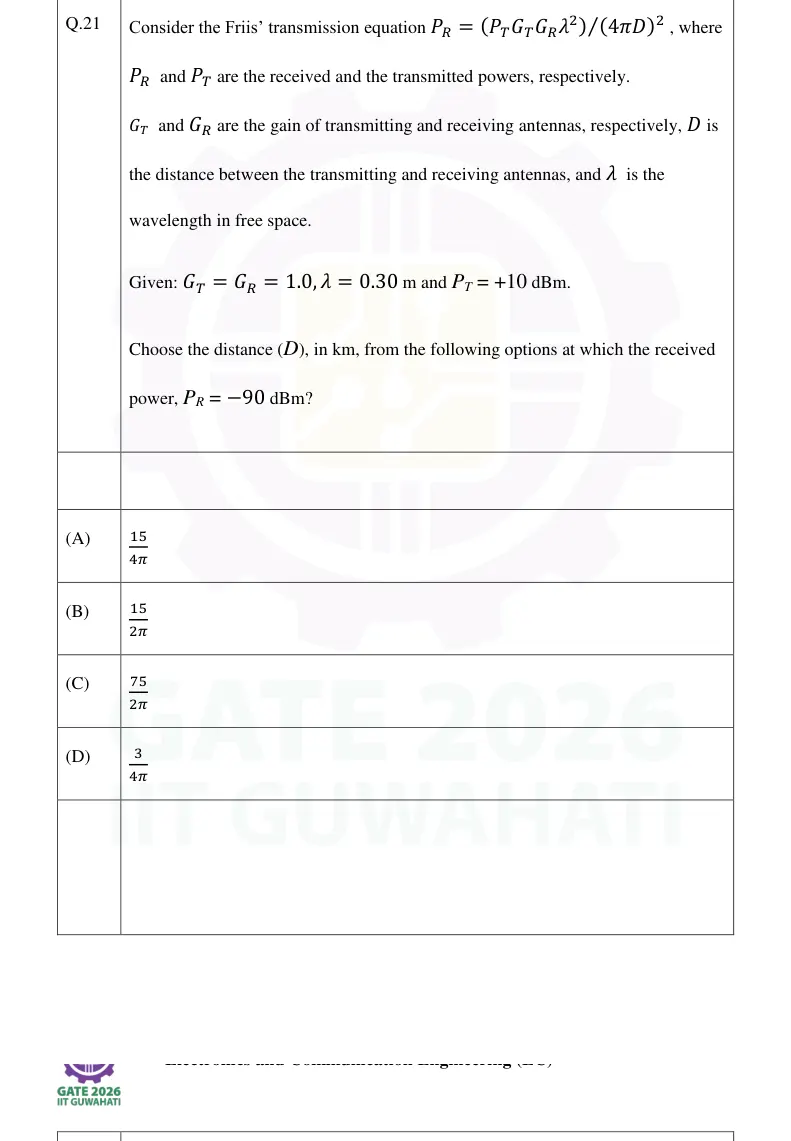 Q.21 Consider the Friis’ transmission equation 𝑃_𝑅 = (𝑃_𝑇𝐺_𝑇𝐺_𝑅𝜆²)/(4𝜋𝐷)² , where
𝑃_𝑅 and 𝑃_𝑇 are the received and the transmitted powers, respectively.
𝐺_𝑇 and 𝐺_𝑅 are the gain of transmitting and receiving antennas, respectively, 𝐷 is
the distance between the transmitting and receiving antennas, and 𝜆 is the
wavelength in free space.
Given: 𝐺_𝑇 = 𝐺_𝑅 = 1.0, 𝜆 = 0.30 m and P_T = +10 dBm.
Choose the distance (D), in km, from the following options at which the received
power, P_R = −90 dBm?
(A) 15/4𝜋
(B) 15/2𝜋
(C) 75/2𝜋
(D) 3/4𝜋
GATE 2026
IIT GUWAHATI
GATE 2026
IIT GUWAHATI